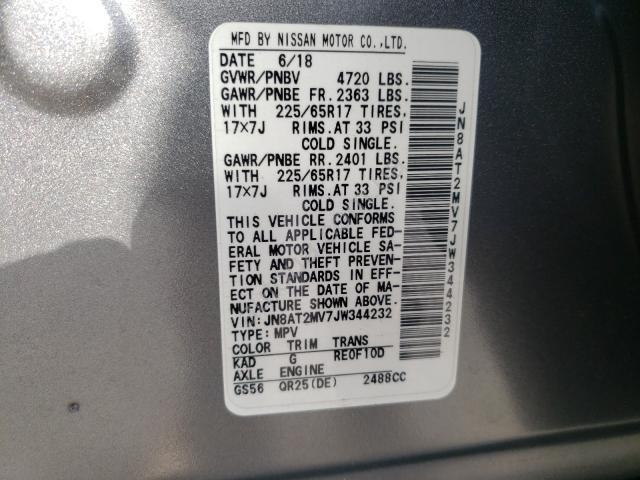 MFD BY NISSAN MOTOR CO.,LTD.
DATE 6/18
GVWR/PNBV 4720 LBS.
GAWR/PNBE FR. 2363 LBS.
WITH 225/65R17 TIRES,
17×7J RIMS.AT 33 PSI
COLD SINGLE.
GAWR/PNBE RR. 2401 LBS.
WITH 225/65R17 TIRES,
17×7J RIMS.AT 33 PSI
COLD SINGLE.
THIS VEHICLE CONFORMS
TO ALL APPLICABLE FED-
ERAL MOTOR VEHICLE SA-
FETY AND THEFT PREVEN-
TION STANDARDS IN EFF-
ECT ON THE DATE OF MA-
NUFACTURE SHOWN ABOVE.
VIN:JN8AT2MV7JW344232
TYPE:MPV
COLOR TRIM TRANS
KAD G RE0F10D
AXLE ENGINE
GS56 QR25(DE) 2488CC
JN8AT2MV7JW344232